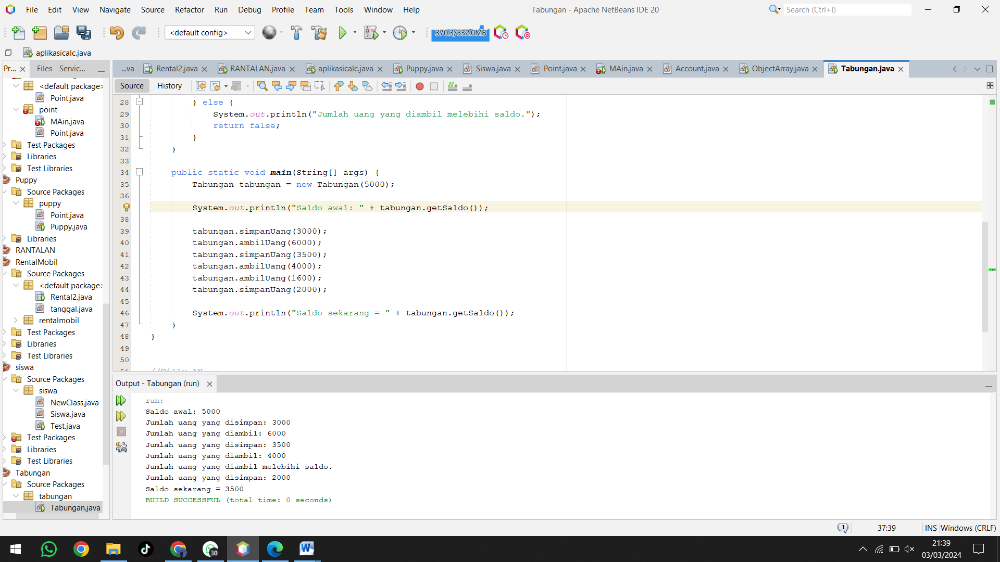 File Edit View Navigate Source Refactor Run Debug Profile Team Tools Window Help
Tabungan - Apache NetBeans IDE 20
Search (Ctrl+I)
<default config>
370.3/532.0MB
aplikasicalc.java
Pr... Files Servic...
...va Rental2.java RANTALAN.java aplikasicalc.java Puppy.java Siswa.java Point.java MAin.java Account.java ObjectArray.java Tabungan.java
Source History
<default package>
Point.java
point
MAin.java
Point.java
Test Packages
Libraries
Test Libraries
Puppy
Source Packages
puppy
Point.java
Puppy.java
Libraries
RANTALAN
RentalMobil
Source Packages
<default package>
Rental2.java
tanggal.java
rentalmobil
Test Packages
Libraries
Test Libraries
siswa
Source Packages
siswa
NewClass.java
Siswa.java
Test.java
Test Packages
Libraries
Test Libraries
Tabungan
Source Packages
tabungan
Tabungan.java
28 } else {
29 System.out.println("Jumlah uang yang diambil melebihi saldo.");
30 return false;
31 }
32 }
33
34 public static void main(String[] args) {
35 Tabungan tabungan = new Tabungan(5000);
36
System.out.println("Saldo awal: " + tabungan.getSaldo());
38
39 tabungan.simpanUang(3000);
40 tabungan.ambilUang(6000);
41 tabungan.simpanUang(3500);
42 tabungan.ambilUang(4000);
43 tabungan.ambilUang(1600);
44 tabungan.simpanUang(2000);
45
46 System.out.println("Saldo sekarang = " + tabungan.getSaldo());
47 }
48 }
49
50
Output - Tabungan (run)
run:
Saldo awal: 5000
Jumlah uang yang disimpan: 3000
Jumlah uang yang diambil: 6000
Jumlah uang yang disimpan: 3500
Jumlah uang yang diambil: 4000
Jumlah uang yang diambil melebihi saldo.
Jumlah uang yang disimpan: 2000
Saldo sekarang = 3500
BUILD SUCCESSFUL (total time: 0 seconds)
1 37:39 INS Windows (CRLF)
30
21:39
03/03/2024